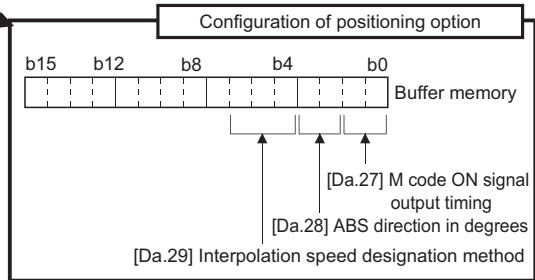 Configuration of positioning option
b15 b12 b8 b4 b0
Buffer memory
[Da.27] M code ON signal
output timing
[Da.28] ABS direction in degrees
[Da.29] Interpolation speed designation method